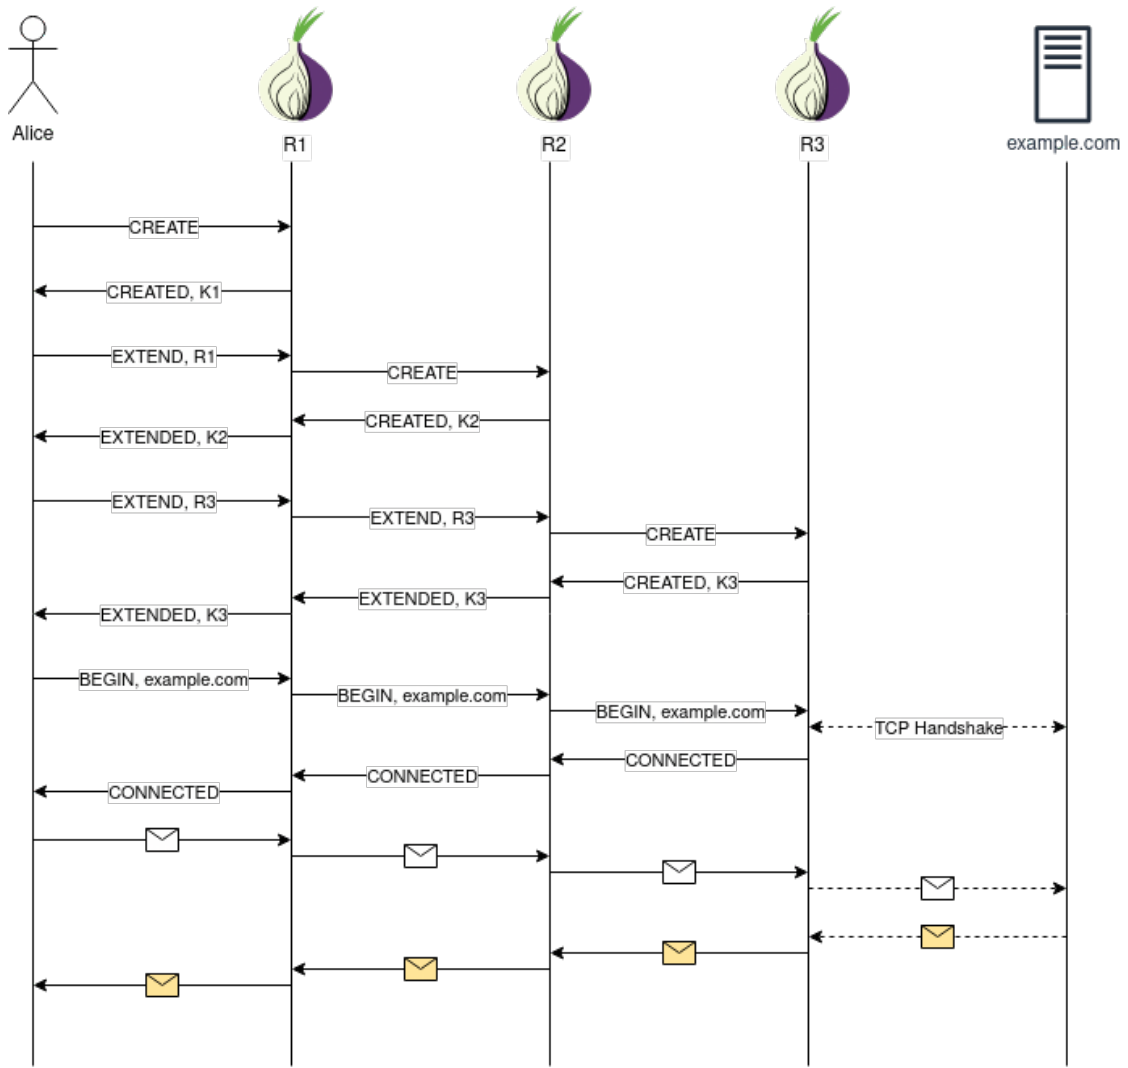 Alice
R1
R2
R3
example.com
CREATE
CREATED, K1
EXTEND, R1
CREATE
CREATED, K2
EXTENDED, K2
EXTEND, R3
EXTEND, R3
CREATE
CREATED, K3
EXTENDED, K3
EXTENDED, K3
BEGIN, example.com
BEGIN, example.com
BEGIN, example.com
TCP Handshake
CONNECTED
CONNECTED
CONNECTED